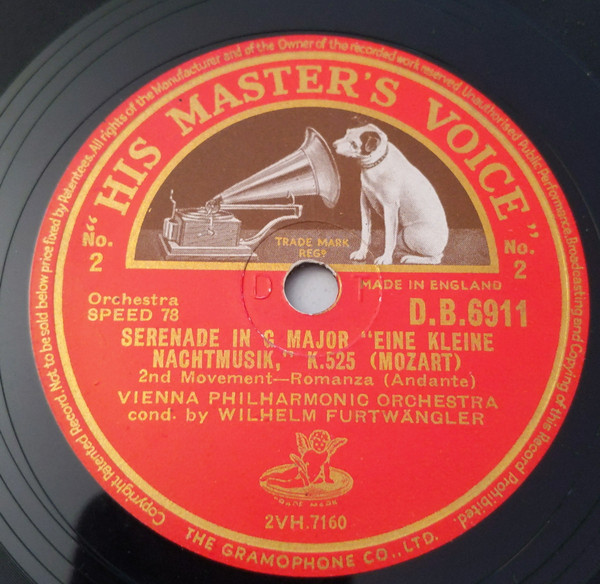 Copyright Patented Record. Not to be sold below price fixed by Patentees. All rights of the Manufacturer and of the Owner of the recorded work reserved. Unauthorised Public Performance, Broadcasting and Copying of this Record Prohibited.
"HIS MASTER'S VOICE"
No. 2
No. 2
TRADE MARK
REGD
D T
MADE IN ENGLAND
Orchestra
SPEED 78
D.B.6911
SERENADE IN G MAJOR "EINE KLEINE
NACHTMUSIK," K.525 (MOZART)
2nd Movement—Romanza (Andante)
VIENNA PHILHARMONIC ORCHESTRA
cond. by WILHELM FURTWÄNGLER
TRADE MARK
2VH.7160
THE GRAMOPHONE CO., LTD.